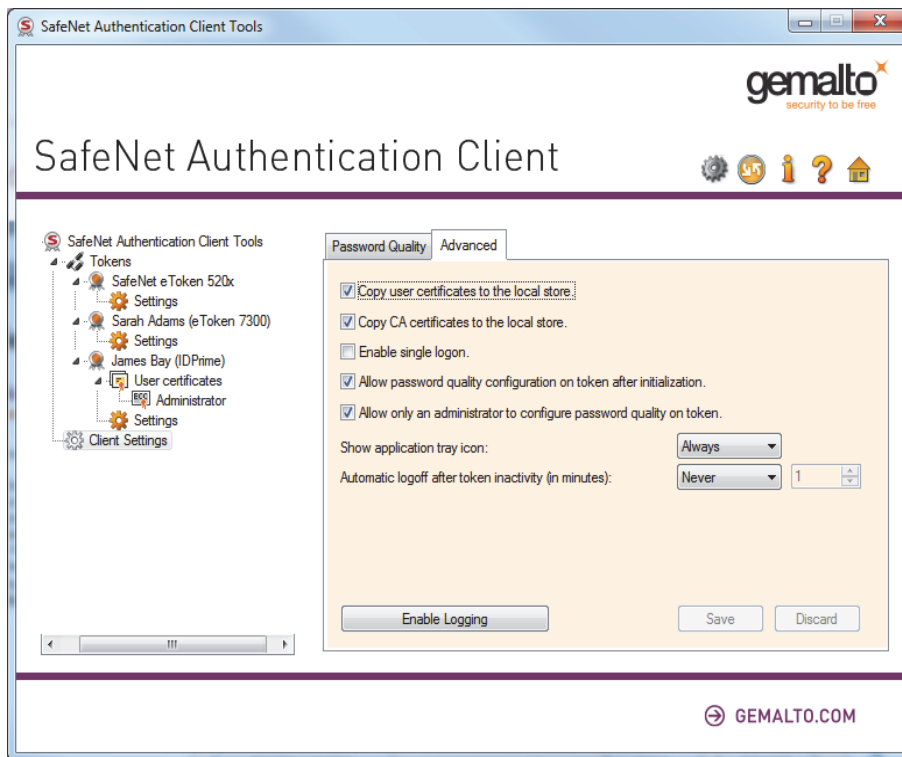 SafeNet Authentication Client Tools
gemalto
security to be free
SafeNet Authentication Client
SafeNet Authentication Client Tools
Tokens
SafeNet eToken 520x
Settings
Sarah Adams (eToken 7300)
Settings
James Bay (IDPrime)
User certificates
ECC
Administrator
Settings
Client Settings
Password Quality
Advanced
Copy user certificates to the local store.
Copy CA certificates to the local store.
Enable single logon.
Allow password quality configuration on token after initialization.
Allow only an administrator to configure password quality on token.
Show application tray icon: Always
Automatic logoff after token inactivity (in minutes): Never 1
Enable Logging Save Discard
GEMALTO.COM